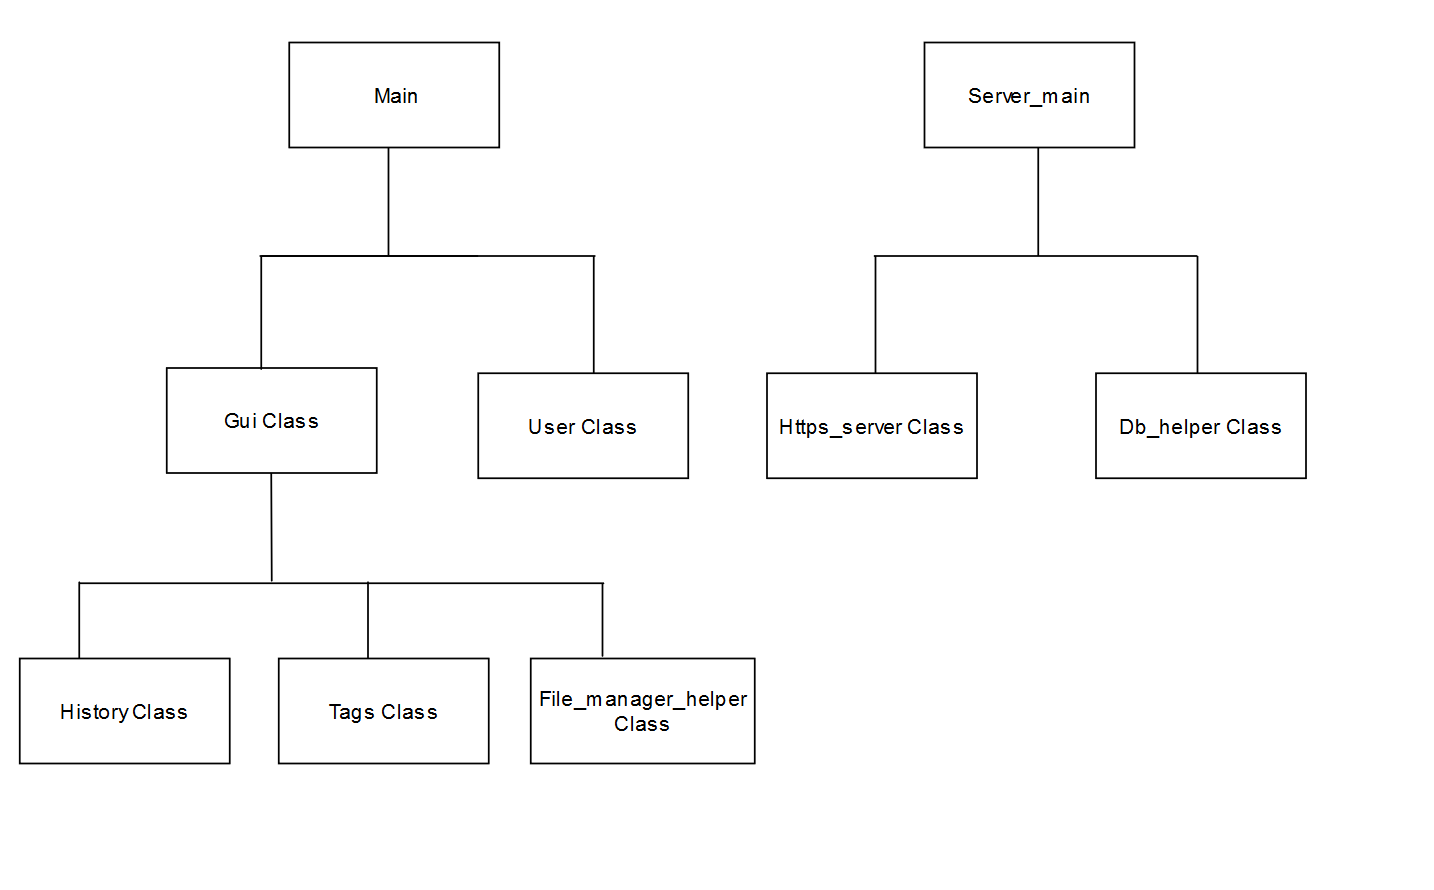 Main
Server_main
Gui Class
User Class
Https_server Class
Db_helper Class
History Class
Tags Class
File_manager_helper
Class